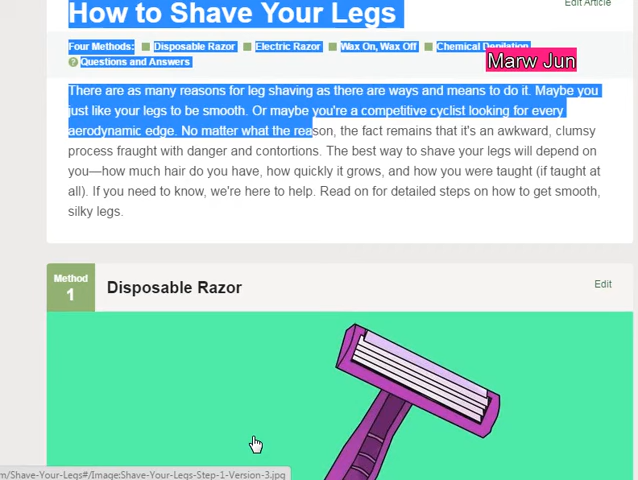 How to Shave Your Legs
Edit Article
Four Methods: Disposable Razor Electric Razor Wax On, Wax Off Chemical Depilation
Marw Jun
Questions and Answers
There are as many reasons for leg shaving as there are ways and means to do it. Maybe you
just like your legs to be smooth. Or maybe you're a competitive cyclist looking for every
aerodynamic edge. No matter what the reason, the fact remains that it's an awkward, clumsy
process fraught with danger and contortions. The best way to shave your legs will depend on
you—how much hair do you have, how quickly it grows, and how you were taught (if taught at
all). If you need to know, we're here to help. Read on for detailed steps on how to get smooth,
silky legs.
Method
1
Disposable Razor
Edit
m/Shave-Your-Legs#/Image:Shave-Your-Legs-Step-1-Version-3.jpg